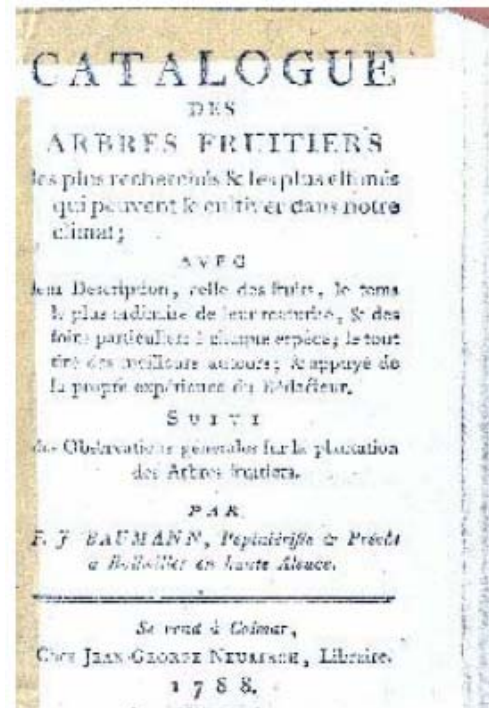 CATALOGUE
DES
ARBRES FRUITIERS
les plus recherchés & les plus estimés
qui peuvent se cultiver dans notre
climat;
AVEC
leur Description, celle des fruits, le tems
le plus ordinaire de leur maturité, & des
soins particuliers à chaque espèce; le tout
tiré des meilleurs auteurs; & appuyé de
la propre expérience du Rédacteur.
SUIVI
des Observations générales sur la plantation
des Arbres fruitiers.
PAR
J. BAUMANN, Pepiniériste & Préctê
a Bollwiller en haute Alsace.
Se vend à Colmar,
Chez JEAN-GEORGE NEUKIRCH, Libraire.
1788.